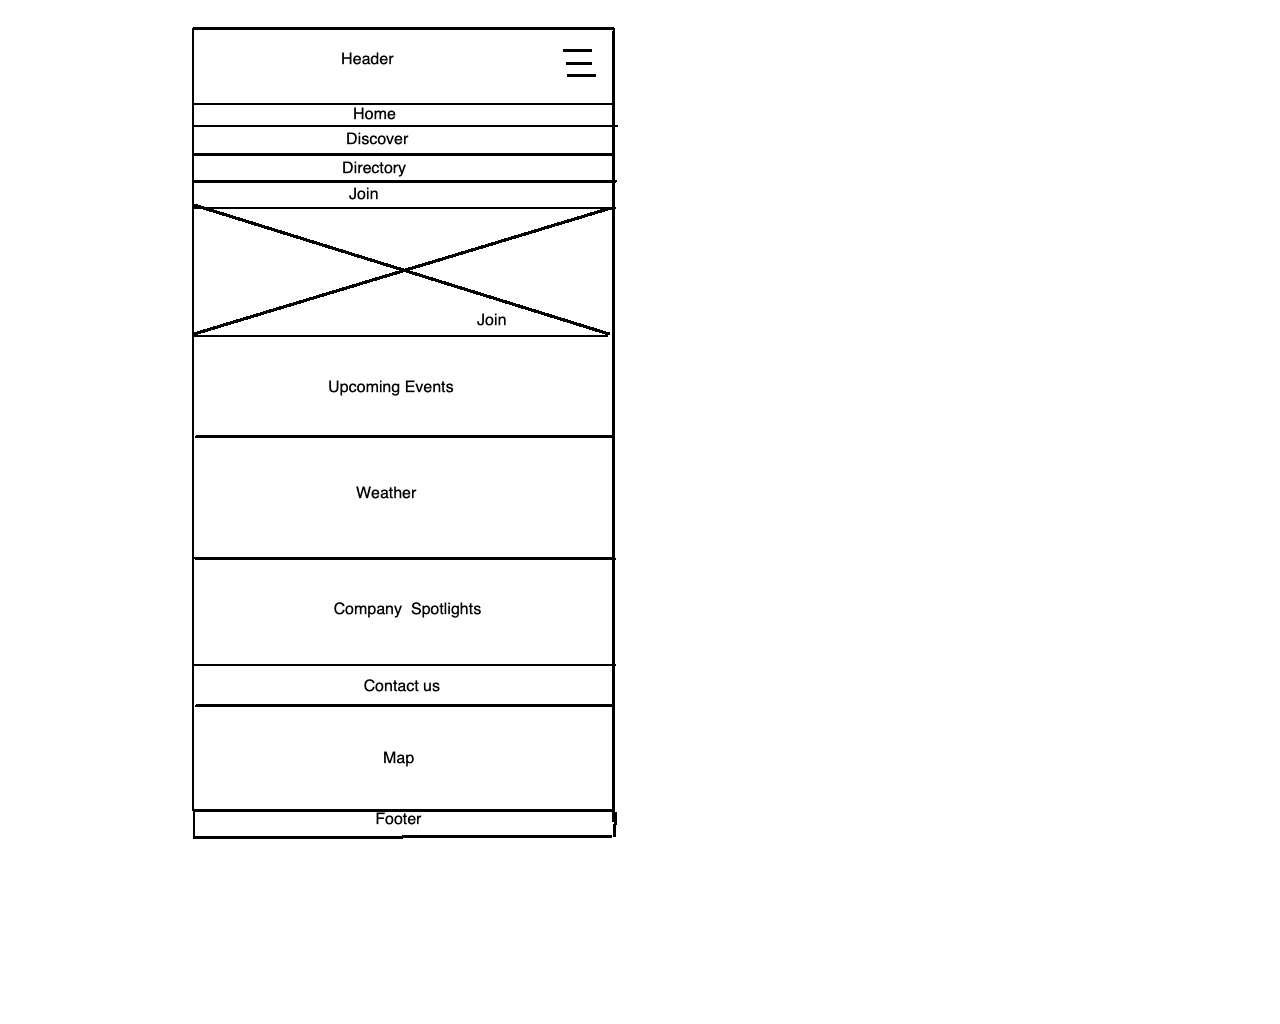 Header
Home
Discover
Directory
Join
Join
Upcoming Events
Weather
Company  Spotlights
Contact us
Map
Footer